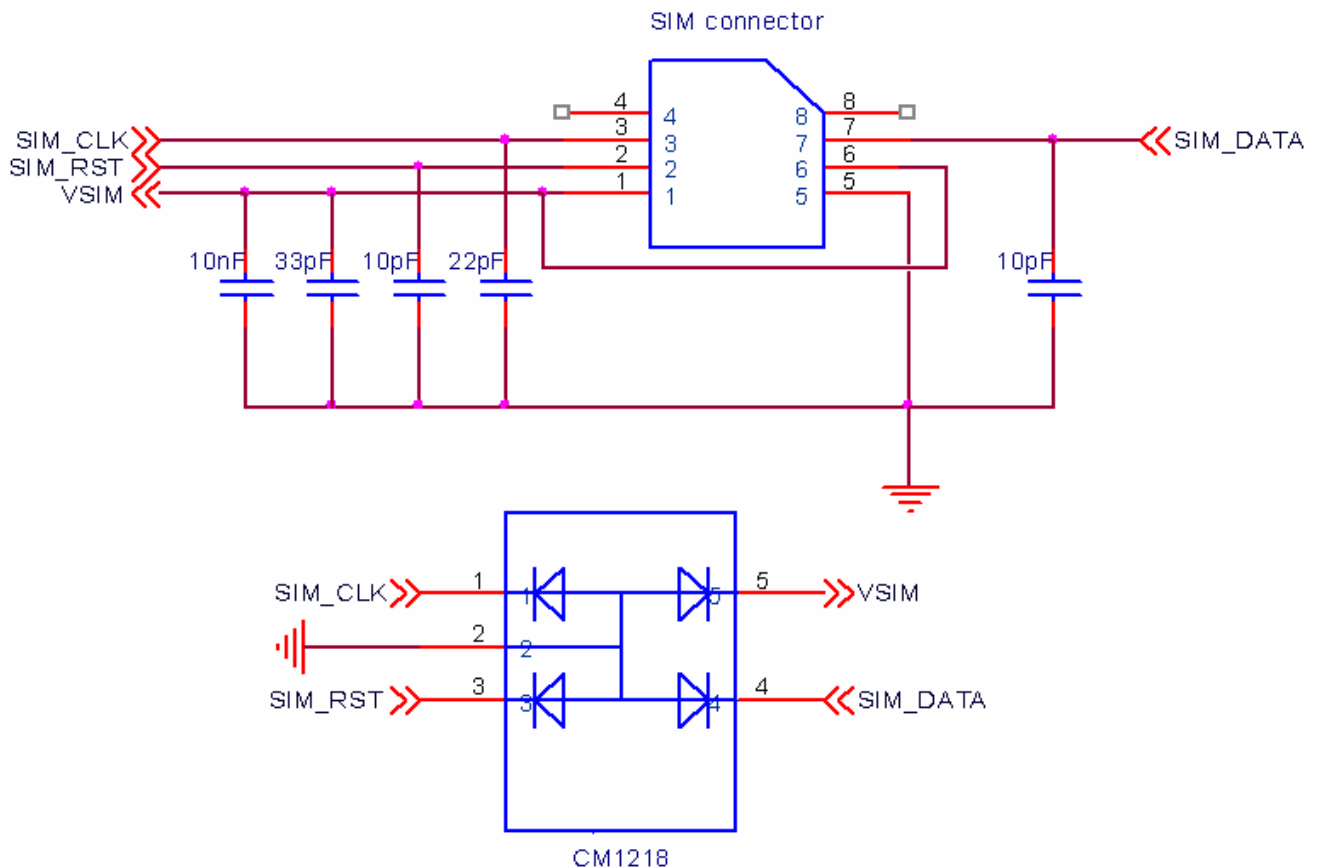 SIM connector
4 4 8 8
SIM_CLK 3 3 7 7 SIM_DATA
SIM_RST 2 2 6 6
VSIM 1 1 5 5
10nF 33pF 10pF 22pF 10pF
SIM_CLK 1 1 5 5 VSIM
2 2
SIM_RST 3 3 4 4 SIM_DATA
CM1218